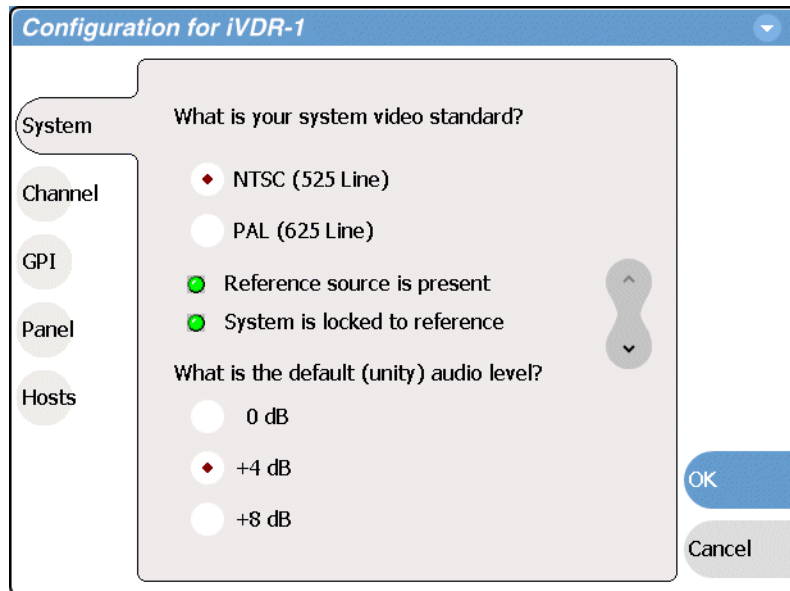 Configuration for iVDR-1
System
Channel
GPI
Panel
Hosts
What is your system video standard?
NTSC (525 Line)
PAL (625 Line)
Reference source is present
System is locked to reference
What is the default (unity) audio level?
0 dB
+4 dB
+8 dB
OK
Cancel